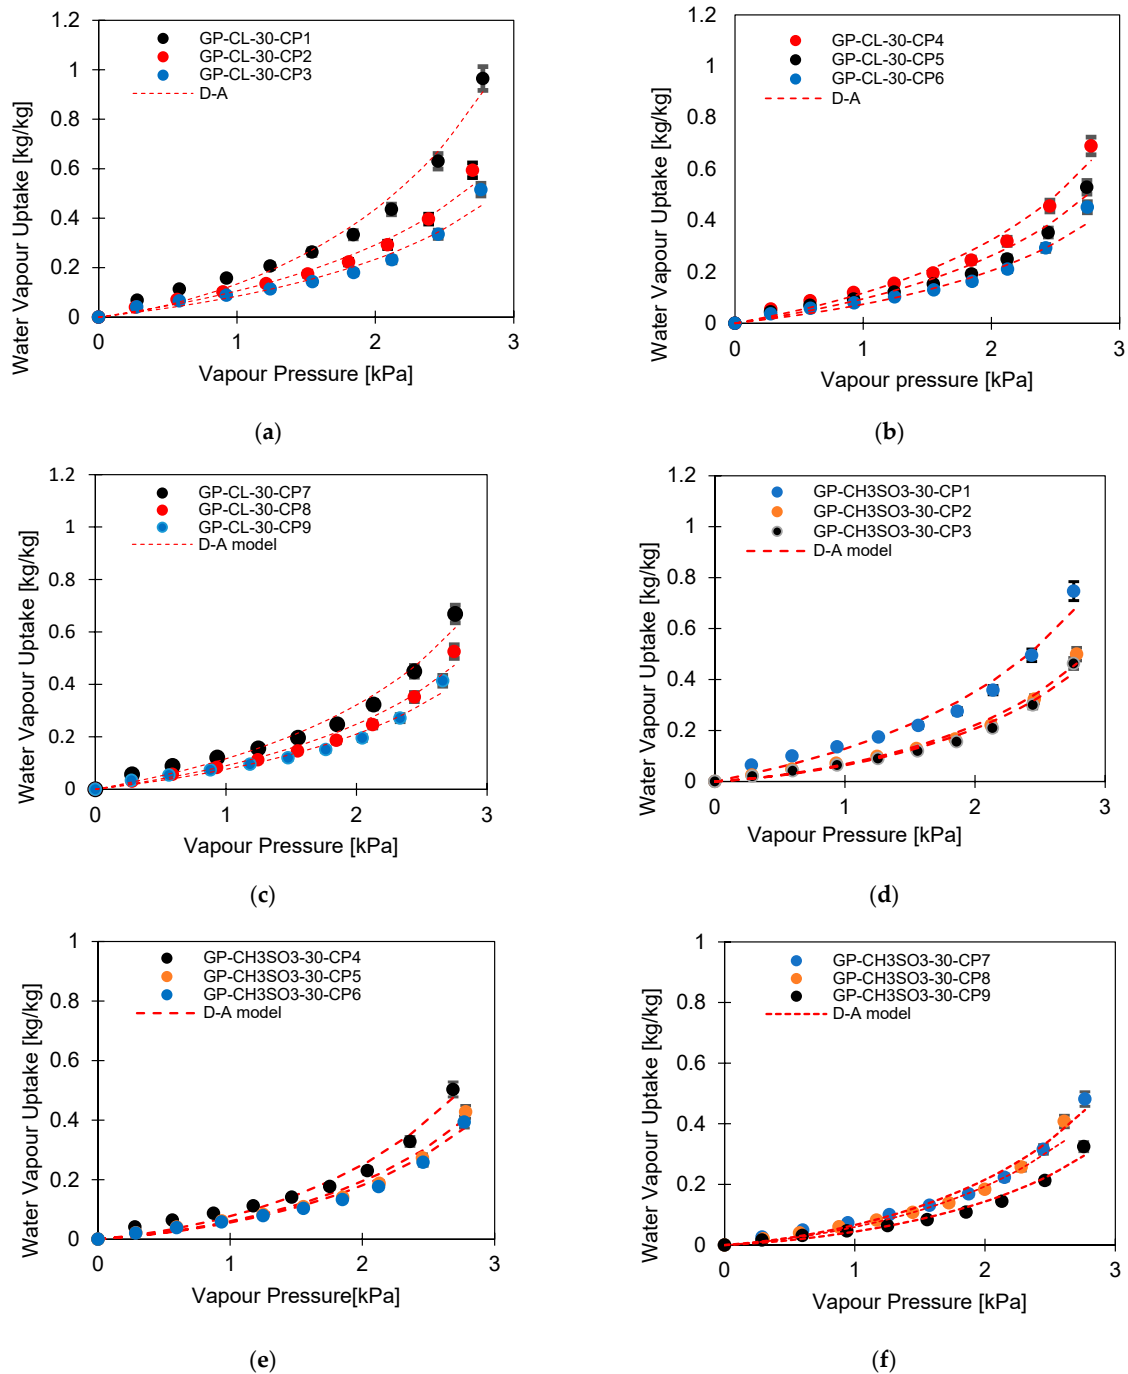 1.2
1
0.8
0.6
0.4
0.2
0
0 1 2 3
Water Vapour Uptake [kg/kg]
Vapour Pressure [kPa]
GP-CL-30-CP1
GP-CL-30-CP2
GP-CL-30-CP3
D-A
(a)
1.2
1
0.8
0.6
0.4
0.2
0
0 1 2 3
Water Vapour Uptake [kg/kg]
Vapour pressure [kPa]
GP-CL-30-CP4
GP-CL-30-CP5
GP-CL-30-CP6
D-A
(b)
1.2
1
0.8
0.6
0.4
0.2
0
0 1 2 3
Water Vapour Uptake [kg/kg]
Vapour Pressure [kPa]
GP-CL-30-CP7
GP-CL-30-CP8
GP-CL-30-CP9
D-A model
(c)
1.2
1
0.8
0.6
0.4
0.2
0
0 1 2 3
Water Vapour Uptake [kg/kg]
Vapour Pressure [kPa]
GP-CH3SO3-30-CP1
GP-CH3SO3-30-CP2
GP-CH3SO3-30-CP3
D-A model
(d)
1
0.8
0.6
0.4
0.2
0
0 1 2 3
Water Vapour Uptake [kg/kg]
Vapour Pressure[kPa]
GP-CH3SO3-30-CP4
GP-CH3SO3-30-CP5
GP-CH3SO3-30-CP6
D-A model
(e)
1
0.8
0.6
0.4
0.2
0
0 1 2 3
Water Vapour Uptake [kg/kg]
Vapour Pressure [kPa]
GP-CH3SO3-30-CP7
GP-CH3SO3-30-CP8
GP-CH3SO3-30-CP9
D-A model
(f)